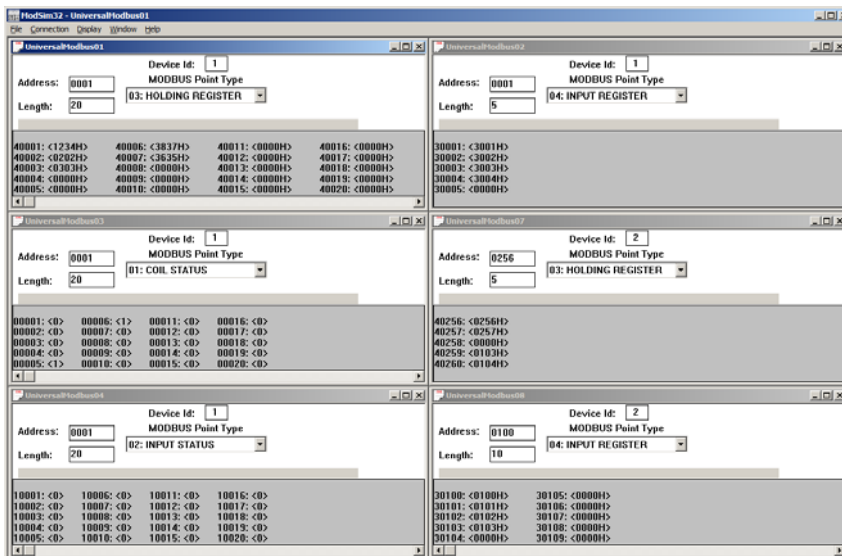 ModSim32 - UniversalModbus01
File Connection Display Window Help
UniversalModbus01
Device Id: 1
Address: 0001 MODBUS Point Type
Length: 20 03: HOLDING REGISTER
40001: <1234H> 40006: <3837H> 40011: <0000H> 40016: <0000H>
40002: <0202H> 40007: <3635H> 40012: <0000H> 40017: <0000H>
40003: <0303H> 40008: <0000H> 40013: <0000H> 40018: <0000H>
40004: <0000H> 40009: <0000H> 40014: <0000H> 40019: <0000H>
40005: <0000H> 40010: <0000H> 40015: <0000H> 40020: <0000H>
UniversalModbus02
Device Id: 1
Address: 0001 MODBUS Point Type
Length: 5 04: INPUT REGISTER
30001: <3001H>
30002: <3002H>
30003: <3003H>
30004: <3004H>
30005: <0000H>
UniversalModbus03
Device Id: 1
Address: 0001 MODBUS Point Type
Length: 20 01: COIL STATUS
00001: <0> 00006: <1> 00011: <0> 00016: <0>
00002: <0> 00007: <0> 00012: <0> 00017: <0>
00003: <0> 00008: <0> 00013: <0> 00018: <0>
00004: <0> 00009: <0> 00014: <0> 00019: <0>
00005: <1> 00010: <0> 00015: <0> 00020: <0>
UniversalModbus07
Device Id: 2
Address: 0256 MODBUS Point Type
Length: 5 03: HOLDING REGISTER
40256: <0256H>
40257: <0257H>
40258: <0000H>
40259: <0103H>
40260: <0104H>
UniversalModbus04
Device Id: 1
Address: 0001 MODBUS Point Type
Length: 20 02: INPUT STATUS
10001: <0> 10006: <0> 10011: <0> 10016: <0>
10002: <0> 10007: <0> 10012: <0> 10017: <0>
10003: <0> 10008: <0> 10013: <0> 10018: <0>
10004: <0> 10009: <0> 10014: <0> 10019: <0>
10005: <0> 10010: <0> 10015: <0> 10020: <0>
UniversalModbus08
Device Id: 2
Address: 0100 MODBUS Point Type
Length: 10 04: INPUT REGISTER
30100: <0100H> 30105: <0000H>
30101: <0101H> 30106: <0000H>
30102: <0102H> 30107: <0000H>
30103: <0103H> 30108: <0000H>
30104: <0000H> 30109: <0000H>